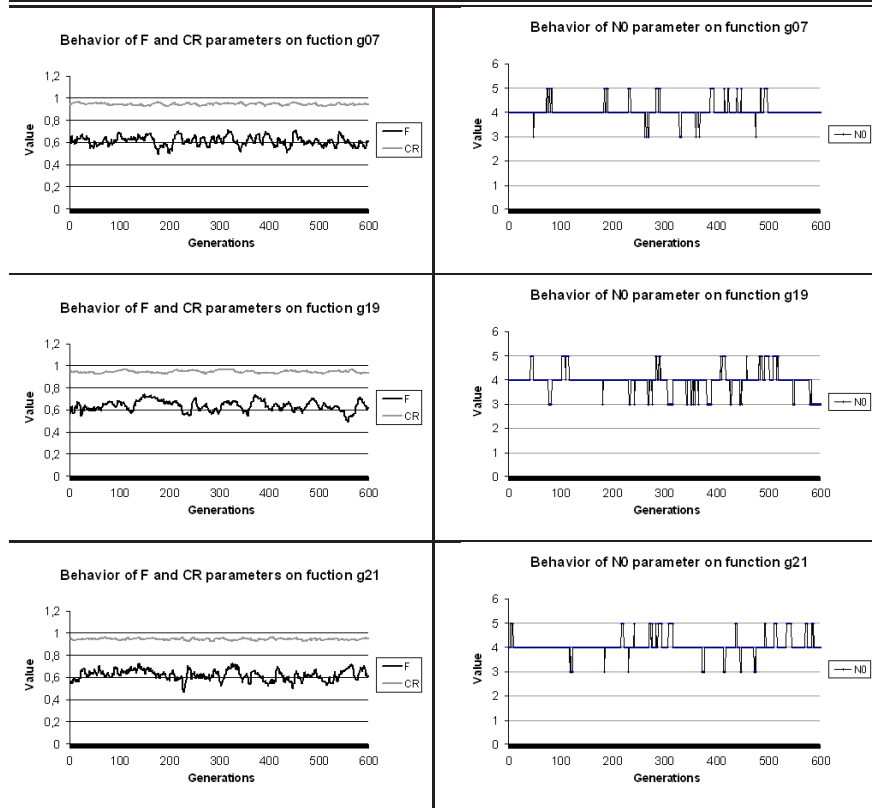 Behavior of F and CR parameters on fuction g07
1,2
1
0,8
0,6
0,4
0,2
0
Value
0 100 200 300 400 500 600
Generations
F
CR
Behavior of N0 parameter on function g07
6
5
4
3
2
1
0
Value
0 100 200 300 400 500 600
Generations
N0
Behavior of F and CR parameters on fuction g19
1,2
1
0,8
0,6
0,4
0,2
0
Value
0 100 200 300 400 500 600
Generations
F
CR
Behavior of N0 parameter on function g19
6
5
4
3
2
1
0
Value
0 100 200 300 400 500 600
Generations
N0
Behavior of F and CR parameters on fuction g21
1,2
1
0,8
0,6
0,4
0,2
0
Value
0 100 200 300 400 500 600
Generations
F
CR
Behavior of N0 parameter on function g21
6
5
4
3
2
1
0
Value
0 100 200 300 400 500 600
Generations
N0